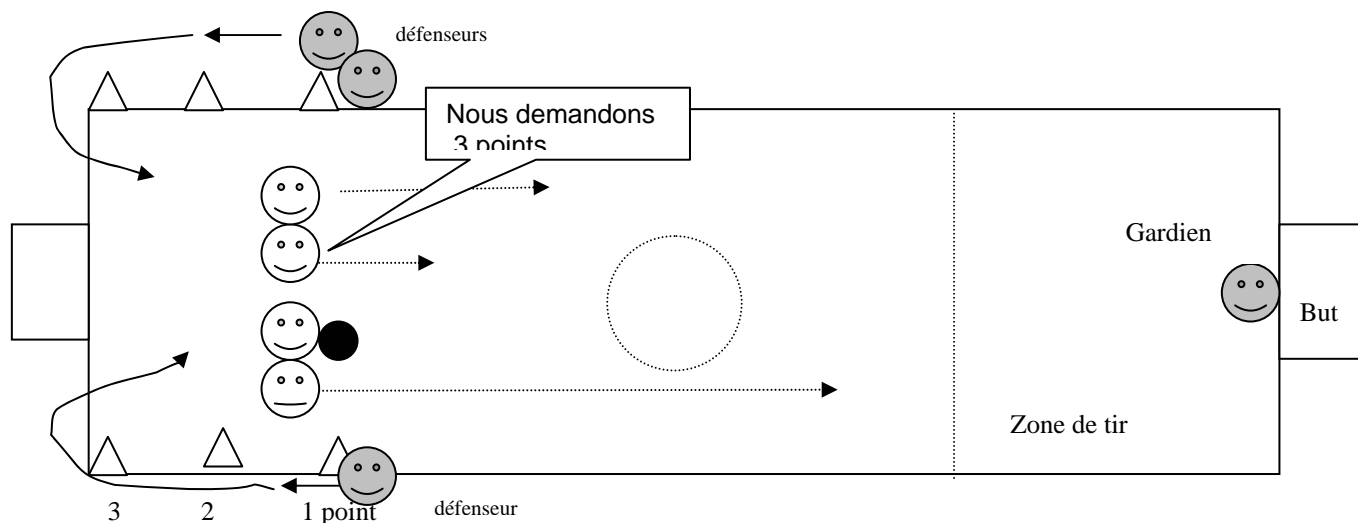 défenseurs
Nous demandons
3 points
Gardien
But
Zone de tir
3 2 1 point
défenseur